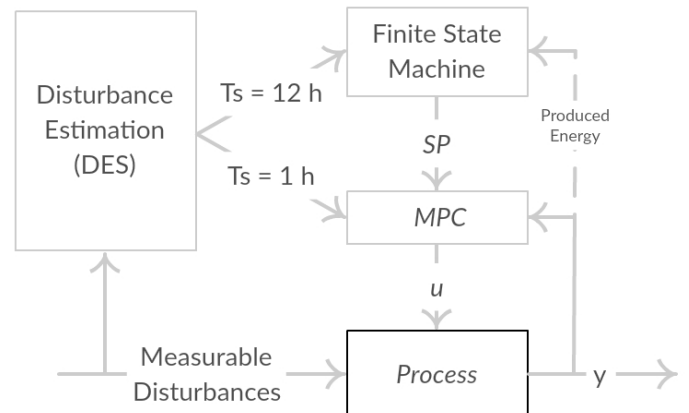 Finite State
Machine
Disturbance
Estimation
(DES)
Ts = 12 h
Produced
Energy
SP
Ts = 1 h
MPC
u
Measurable
Disturbances
Process
y